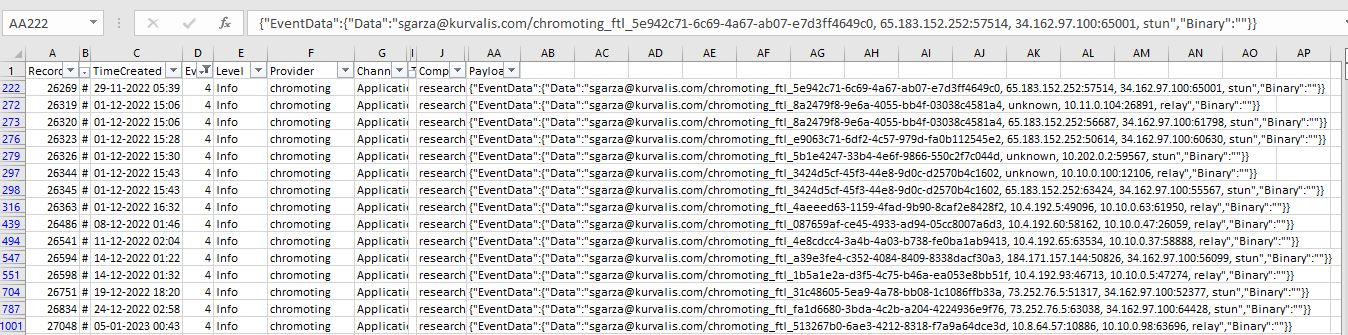 AA222 {"EventData":{"Data":"sgarza@kurvalis.com/chromoting_ftl_5e942c71-6c69-4a67-ab07-e7d3ff4649c0, 65.183.152.252:57514, 34.162.97.100:65001, stun","Binary":""}}
A B C D E F G I J AA AB AC AD AE AF AG AH AI AJ AK AL AM AN AO AP
1 Record TimeCreated Ev Level Provider Chann Comp Payloa
222 26269 # 29-11-2022 05:39 4 Info chromoting Applicati research {"EventData":{"Data":"sgarza@kurvalis.com/chromoting_ftl_5e942c71-6c69-4a67-ab07-e7d3ff4649c0, 65.183.152.252:57514, 34.162.97.100:65001, stun","Binary":""}}
272 26319 # 01-12-2022 15:06 4 Info chromoting Applicati research {"EventData":{"Data":"sgarza@kurvalis.com/chromoting_ftl_8a2479f8-9e6a-4055-bb4f-03038c4581a4, unknown, 10.11.0.104:26891, relay","Binary":""}}
273 26320 # 01-12-2022 15:06 4 Info chromoting Applicati research {"EventData":{"Data":"sgarza@kurvalis.com/chromoting_ftl_8a2479f8-9e6a-4055-bb4f-03038c4581a4, 65.183.152.252:56687, 34.162.97.100:61798, stun","Binary":""}}
276 26323 # 01-12-2022 15:28 4 Info chromoting Applicati research {"EventData":{"Data":"sgarza@kurvalis.com/chromoting_ftl_e9063c71-6df2-4c57-979d-fa0b112545e2, 65.183.152.252:50614, 34.162.97.100:60630, stun","Binary":""}}
279 26326 # 01-12-2022 15:30 4 Info chromoting Applicati research {"EventData":{"Data":"sgarza@kurvalis.com/chromoting_ftl_5b1e4247-33b4-4e6f-9866-550c2f7c044d, unknown, 10.202.0.2:59567, stun","Binary":""}}
297 26344 # 01-12-2022 15:43 4 Info chromoting Applicati research {"EventData":{"Data":"sgarza@kurvalis.com/chromoting_ftl_3424d5cf-45f3-44e8-9d0c-d2570b4c1602, unknown, 10.10.0.100:12106, relay","Binary":""}}
298 26345 # 01-12-2022 15:43 4 Info chromoting Applicati research {"EventData":{"Data":"sgarza@kurvalis.com/chromoting_ftl_3424d5cf-45f3-44e8-9d0c-d2570b4c1602, 65.183.152.252:63424, 34.162.97.100:55567, stun","Binary":""}}
316 26363 # 01-12-2022 16:32 4 Info chromoting Applicati research {"EventData":{"Data":"sgarza@kurvalis.com/chromoting_ftl_4aeeed63-1159-4fad-9b90-8caf2e8428f2, 10.4.192.5:49096, 10.10.0.63:61950, relay","Binary":""}}
439 26486 # 08-12-2022 01:46 4 Info chromoting Applicati research {"EventData":{"Data":"sgarza@kurvalis.com/chromoting_ftl_087659af-ce45-4933-ad94-05cc8007a6d3, 10.4.192.60:58162, 10.10.0.47:26059, relay","Binary":""}}
494 26541 # 11-12-2022 02:04 4 Info chromoting Applicati research {"EventData":{"Data":"sgarza@kurvalis.com/chromoting_ftl_4e8cdcc4-3a4b-4a03-b738-fe0ba1ab9413, 10.4.192.65:63534, 10.10.0.37:58888, relay","Binary":""}}
547 26594 # 14-12-2022 01:22 4 Info chromoting Applicati research {"EventData":{"Data":"sgarza@kurvalis.com/chromoting_ftl_a39e3fe4-c352-4084-8409-8338dacf30a3, 184.171.157.144:50826, 34.162.97.100:56099, stun","Binary":""}}
551 26598 # 14-12-2022 01:32 4 Info chromoting Applicati research {"EventData":{"Data":"sgarza@kurvalis.com/chromoting_ftl_1b5a1e2a-d3f5-4c75-b46a-ea053e8bb51f, 10.4.192.93:46713, 10.10.0.5:47274, relay","Binary":""}}
704 26751 # 19-12-2022 18:20 4 Info chromoting Applicati research {"EventData":{"Data":"sgarza@kurvalis.com/chromoting_ftl_31c48605-5ea9-4a78-bb08-1c1086ffb33a, 73.252.76.5:51317, 34.162.97.100:52377, stun","Binary":""}}
787 26834 # 24-12-2022 02:58 4 Info chromoting Applicati research {"EventData":{"Data":"sgarza@kurvalis.com/chromoting_ftl_fa1d6680-3bda-4c2b-a204-4224936e9f76, 73.252.76.5:63038, 34.162.97.100:64428, stun","Binary":""}}
1001 27048 # 05-01-2023 00:43 4 Info chromoting Applicati research {"EventData":{"Data":"sgarza@kurvalis.com/chromoting_ftl_513267b0-6ae3-4212-8318-f7a9a64dce3d, 10.8.64.57:10886, 10.10.0.98:63696, relay","Binary":""}}